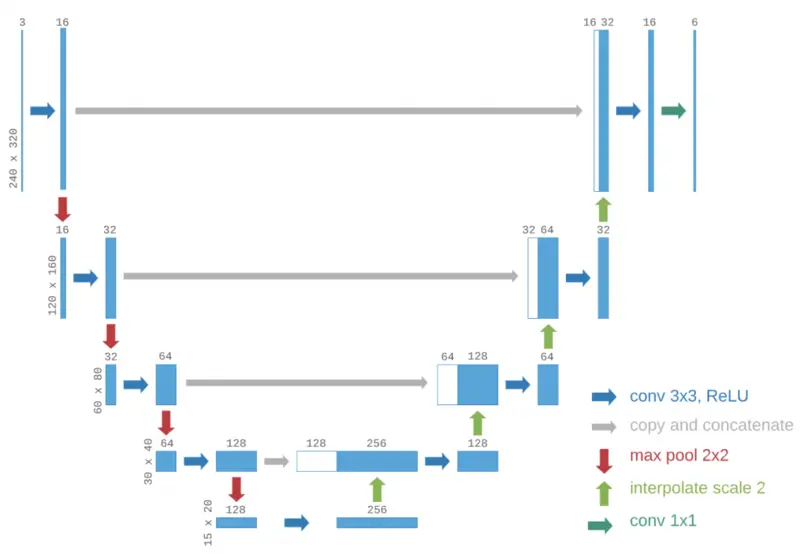 3 16 16 32 16 6
240 x 320
16 32 32 64 32
120 x 160
32 64 64 128 64
60 x 80
conv 3x3, ReLU
copy and concatenate
64 128 128 256 128
30 x 40
max pool 2x2
interpolate scale 2
128 256
15 x 20
conv 1x1